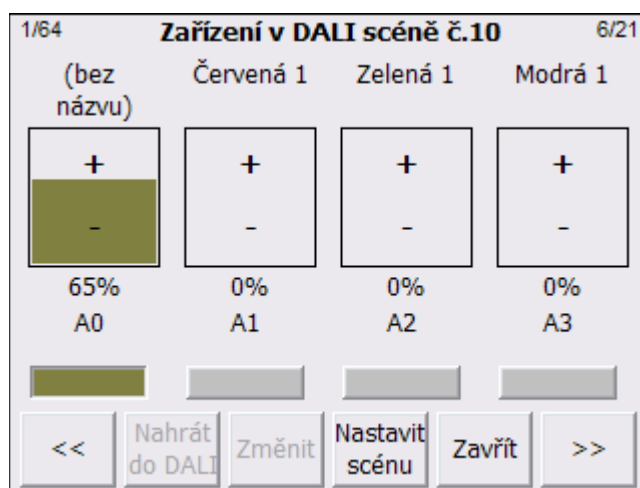 1/64 Zařízení v DALI scéně č.10 6/21
(bez názvu) Červená 1 Zelená 1 Modrá 1
+ + + +
- - - -
65% 0% 0% 0%
A0 A1 A2 A3
<< Nahrát do DALI Změnit Nastavit scénu Zavřít >>